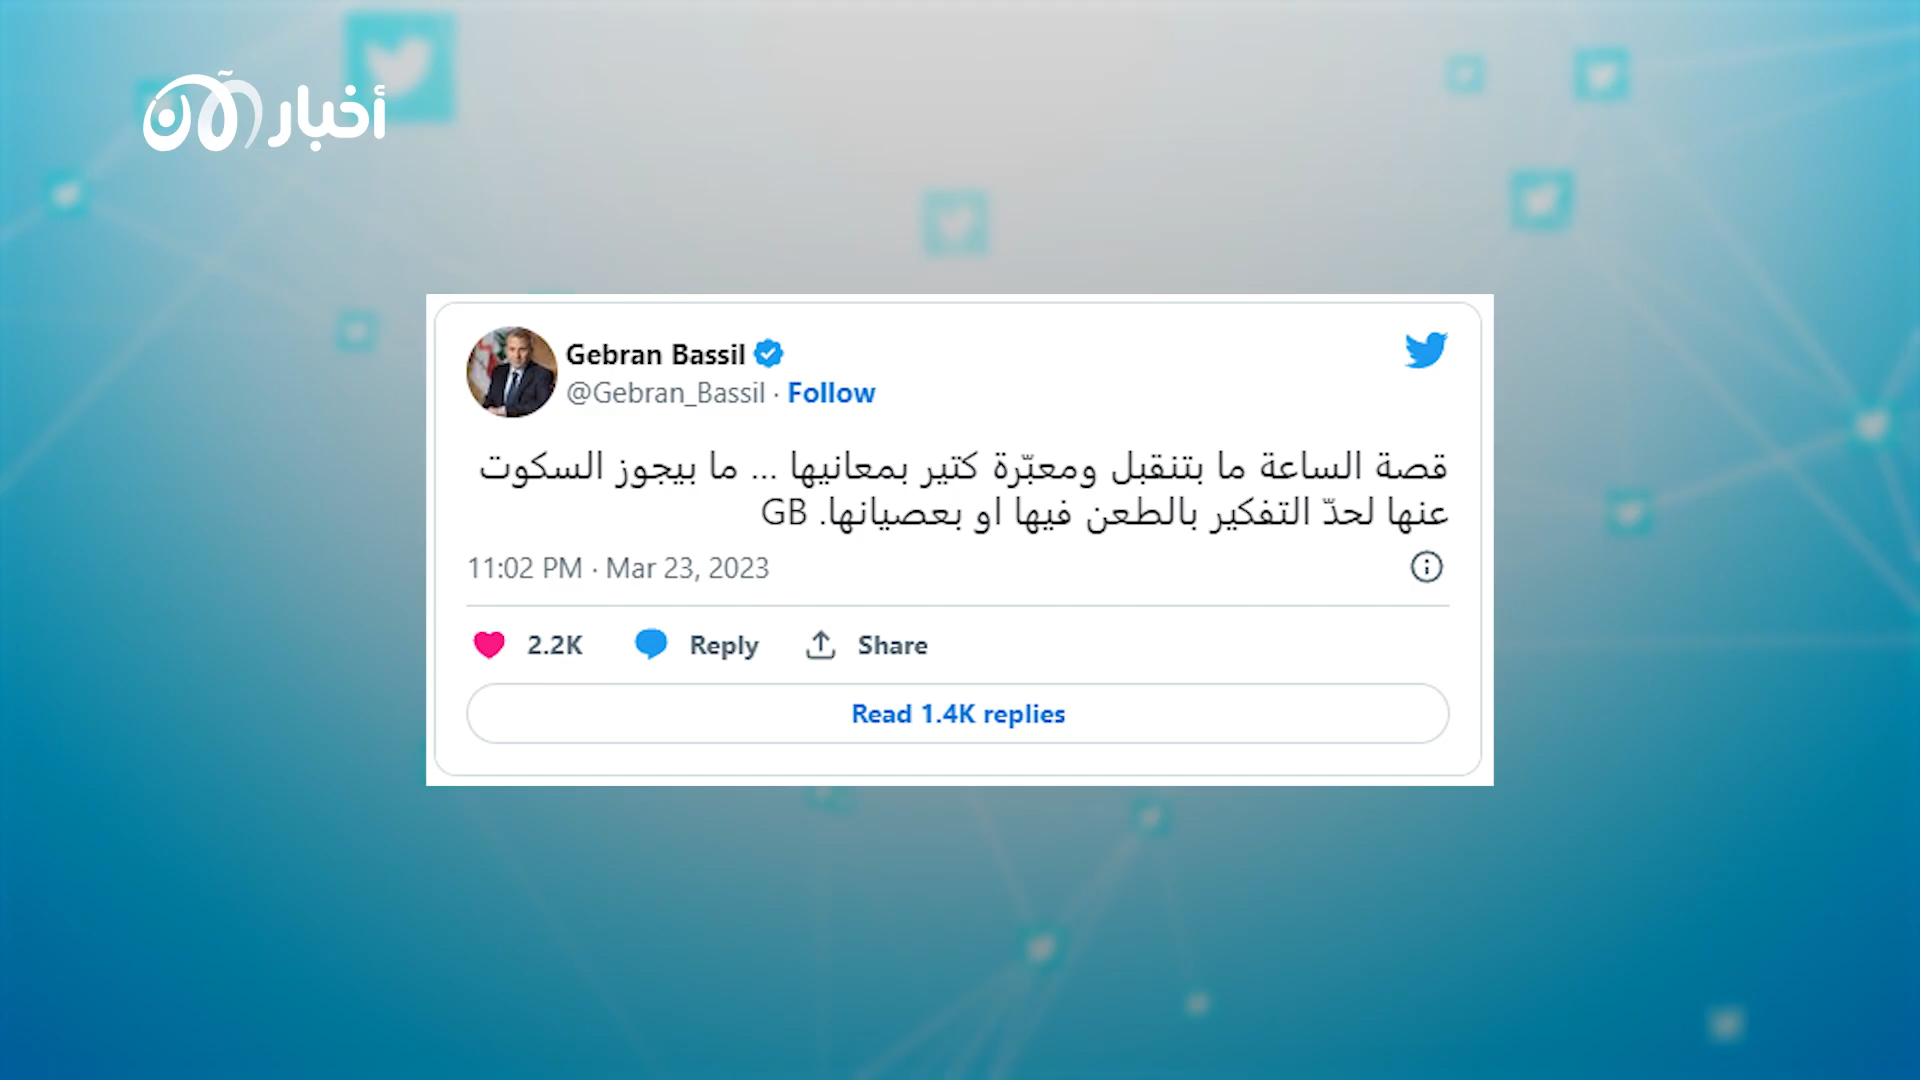 أخبار الآن
Gebran Bassil
@Gebran_Bassil · Follow
قصة الساعة ما بتنقبل ومعبّرة كتير بمعانيها ... ما بيجوز السكوت
عنها لحدّ التفكير بالطعن فيها او بعصيانها. GB
11:02 PM · Mar 23, 2023
2.2K Reply Share
Read 1.4K replies